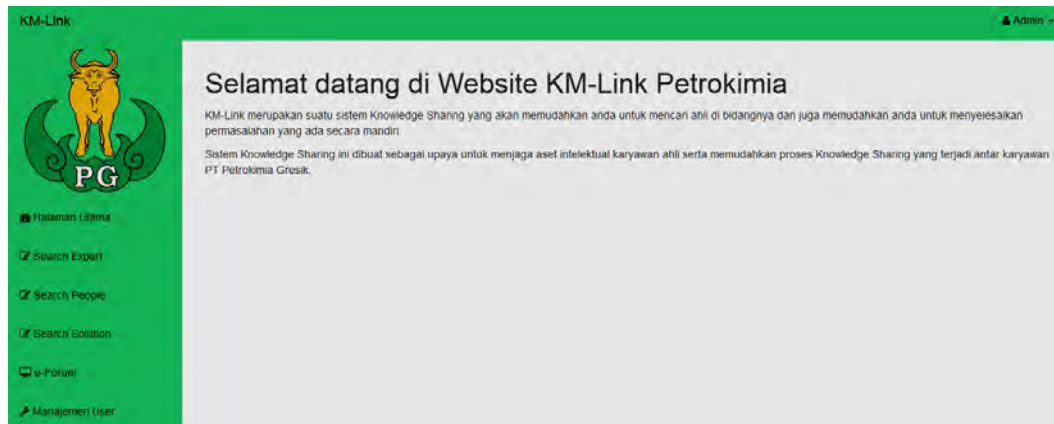 KM-Link
Admin
PG
Selamat datang di Website KM-Link Petrokimia
KM-Link merupakan suatu sistem Knowledge Sharing yang akan memudahkan anda untuk mencari ahli di bidangnya dan juga memudahkan anda untuk menyelesaikan
permasalahan yang ada secara mandiri.
Sistem Knowledge Sharing ini dibuat sebagai upaya untuk menjaga aset intelektual karyawan ahli serta memudahkan proses Knowledge Sharing yang terjadi antar karyawan
PT Petrokimia Gresik.
Halaman Utama
Search Expert
Search People
Search Solution
e-Forum
Manajemen User